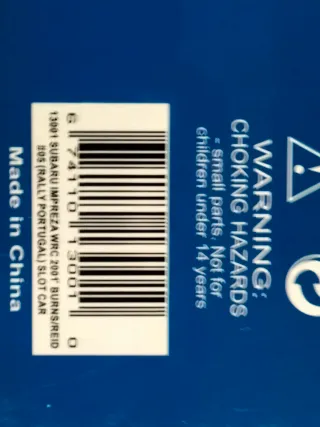 WARNING:
CHOKING HAZARDS
- small parts. Not for
children under 14 years
6 74110 13001 0
13001 SUBARU IMPREZA WRC 2001' BURNS/REID
#05 (RALLY PORTUGAL) SLOT CAR
Made in China